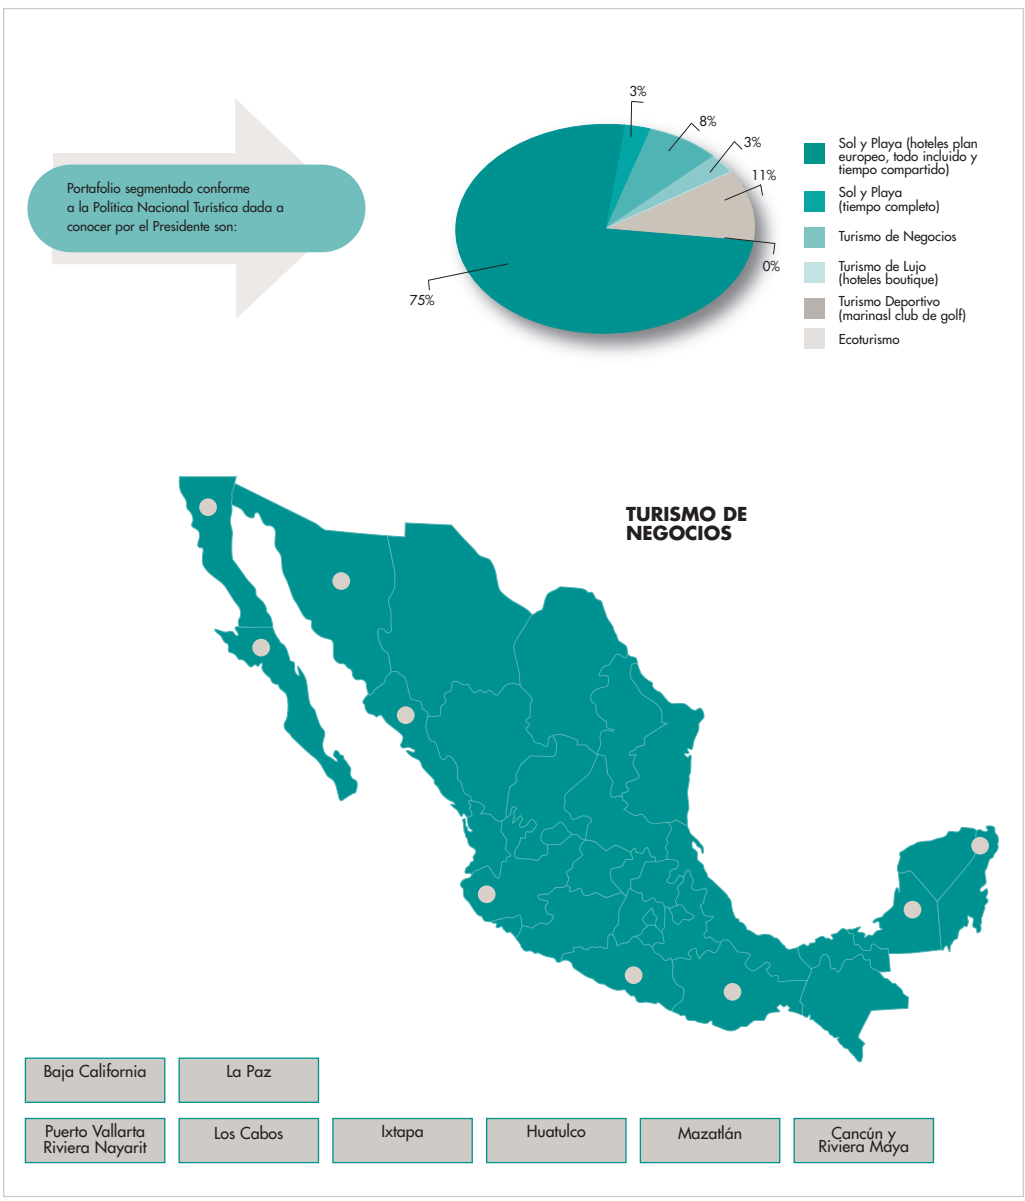 Portafolio segmentado conforme
a la Política Nacional Turística dada a
conocer por el Presidente son:
3%
8%
3%
11%
0%
75%
Sol y Playa (hoteles plan
europeo, todo incluido y
tiempo compartido)
Sol y Playa
(tiempo completo)
Turismo de Negocios
Turismo de Lujo
(hoteles boutique)
Turismo Deportivo
(marinasl club de golf)
Ecoturismo
TURISMO DE
NEGOCIOS
Baja California
La Paz
Puerto Vallarta
Riviera Nayarit
Los Cabos
Ixtapa
Huatulco
Mazatlán
Cancún y
Riviera Maya